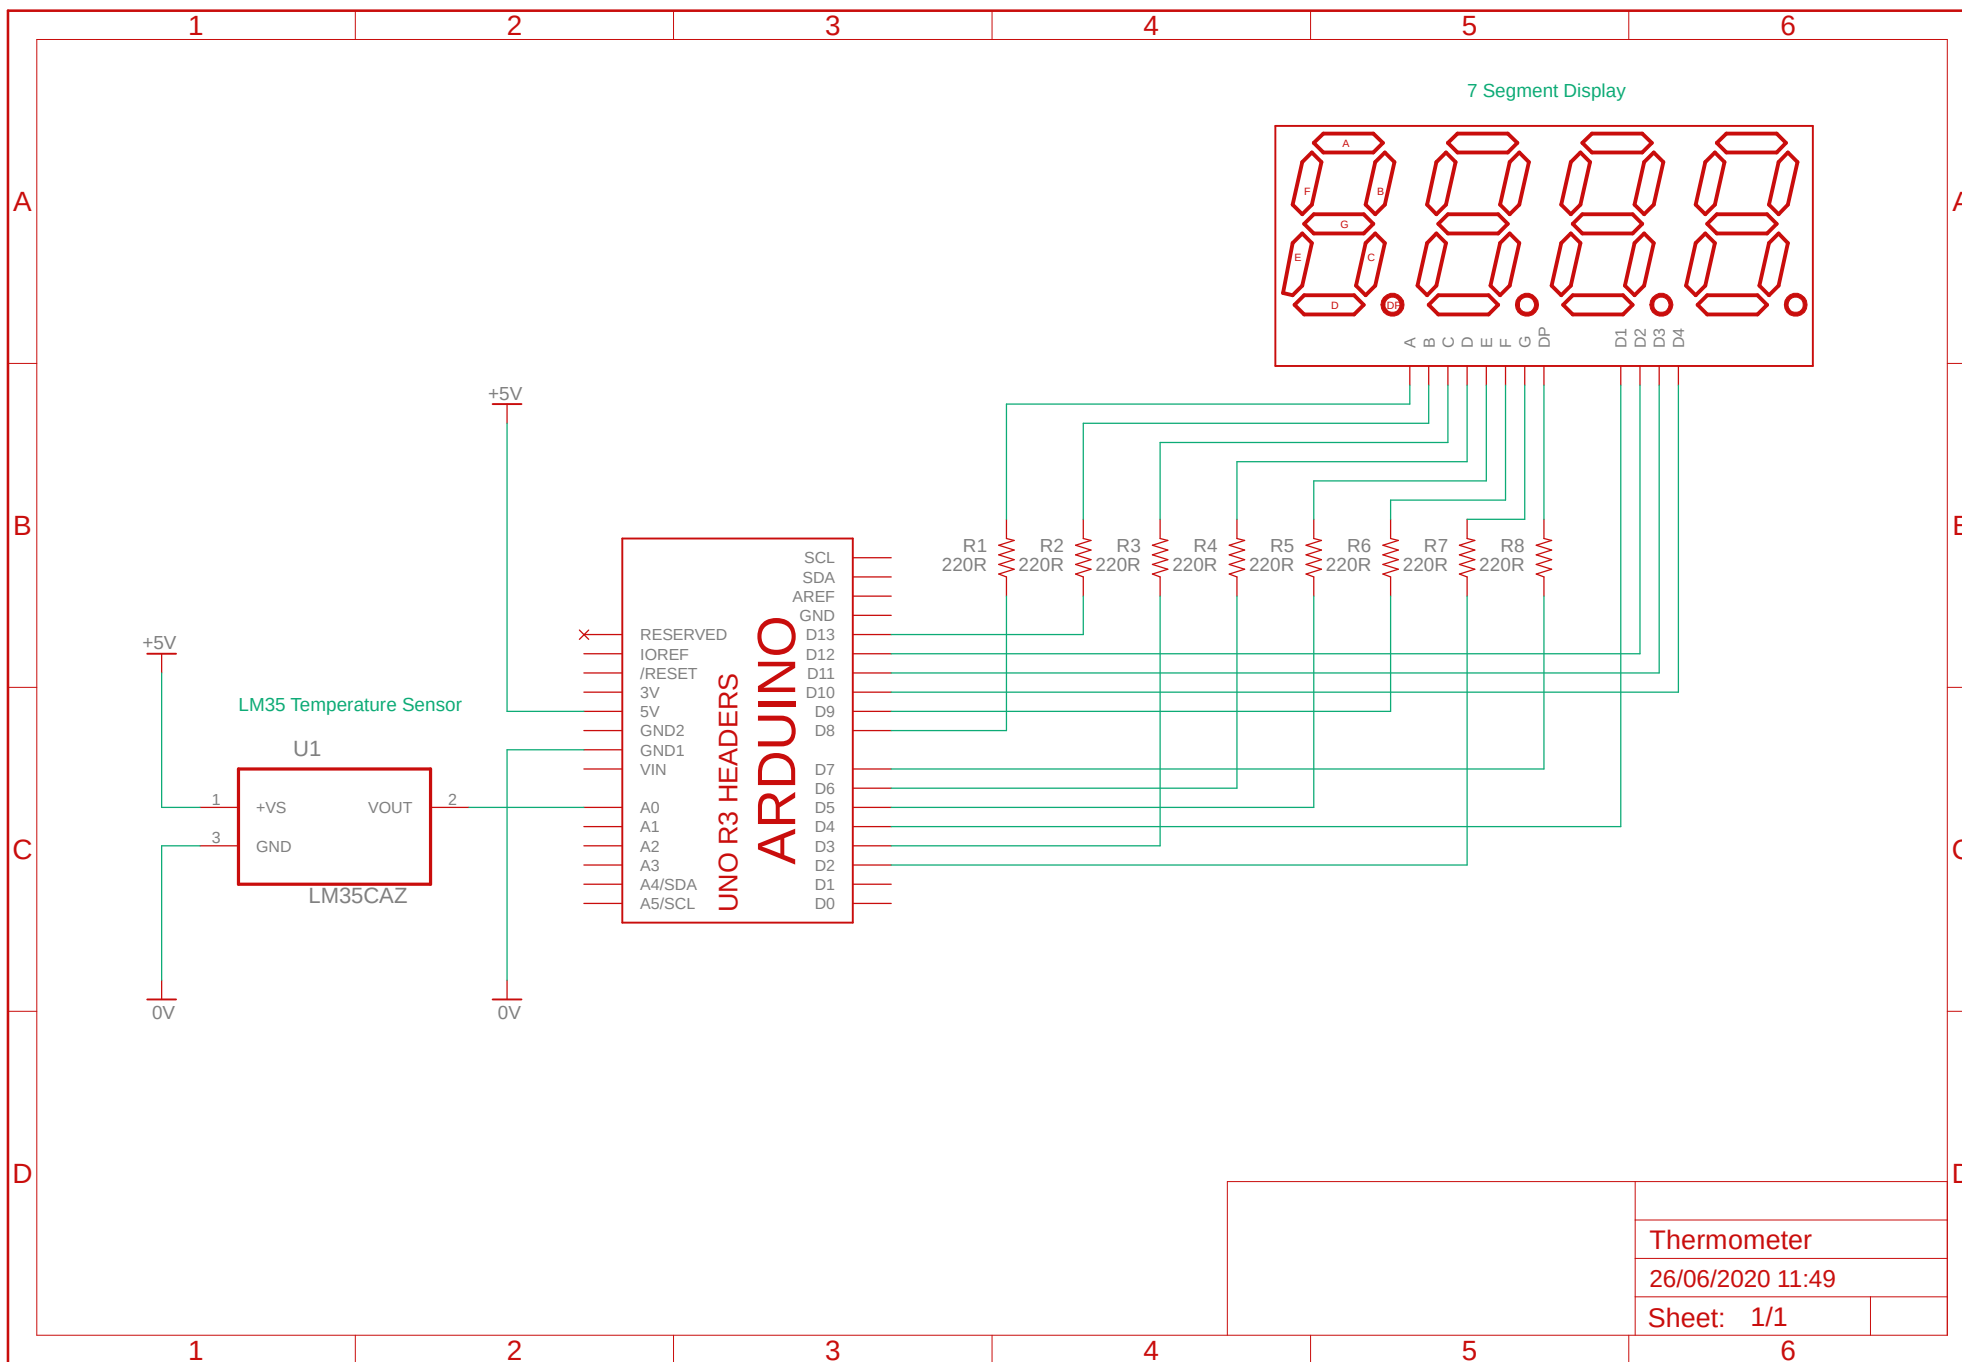 1 2 3 4 5 6
7 Segment Display
A
F B
G
E C
D DP
A B C D E F G DP D1 D2 D3 D4
A A
+5V
B B
R1 R2 R3 R4 R5 R6 R7 R8
220R 220R 220R 220R 220R 220R 220R 220R
SCL
SDA
AREF
GND
RESERVED D13
IOREF D12
/RESET D11
3V D10
5V D9
GND2 D8
GND1
VIN D7
A0 D6
A1 D5
A2 D4
A3 D3
A4/SDA D2
A5/SCL D1
D0
UNO R3 HEADERS
ARDUINO
+5V
LM35 Temperature Sensor
U1
1 +VS VOUT 2
3 GND
LM35CAZ
C C
0V 0V
D D
Thermometer
26/06/2020 11:49
Sheet: 1/1
1 2 3 4 5 6